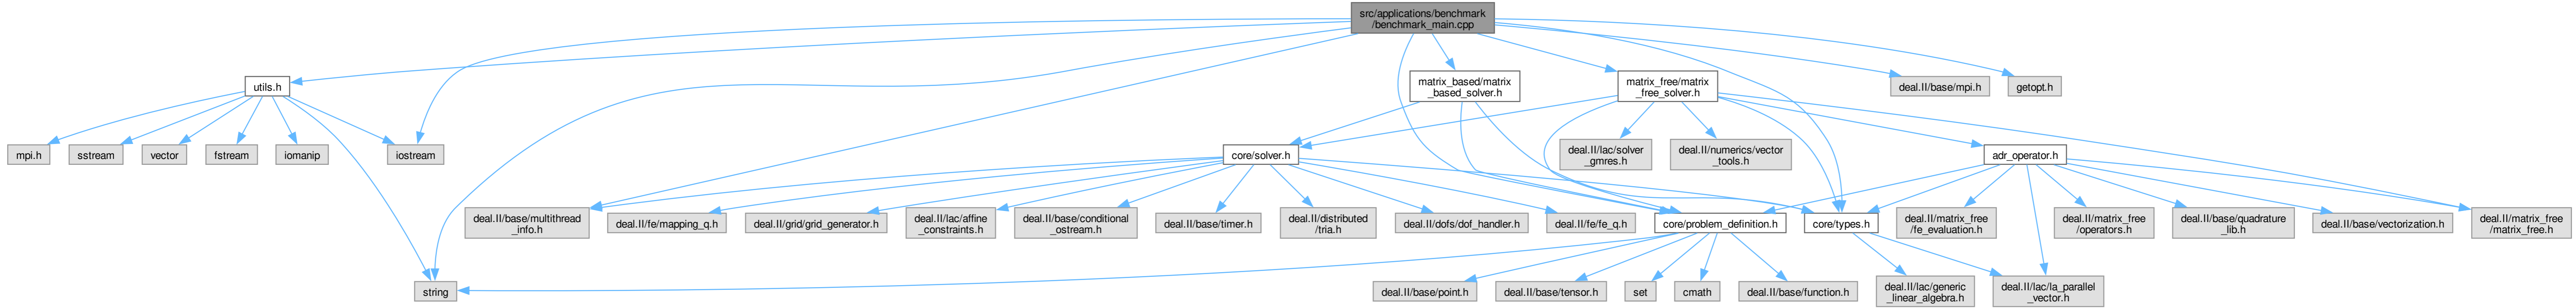 src/applications/benchmark
/benchmark_main.cpp
utils.h
matrix_based/matrix
_based_solver.h
matrix_free/matrix
_free_solver.h
deal.II/base/mpi.h
getopt.h
mpi.h
sstream
vector
fstream
iomanip
iostream
core/solver.h
deal.II/lac/solver
_gmres.h
deal.II/numerics/vector
_tools.h
adr_operator.h
deal.II/base/multithread
_info.h
deal.II/fe/mapping_q.h
deal.II/grid/grid_generator.h
deal.II/lac/affine
_constraints.h
deal.II/base/conditional
_ostream.h
deal.II/base/timer.h
deal.II/distributed
/tria.h
deal.II/dofs/dof_handler.h
deal.II/fe/fe_q.h
core/problem_definition.h
core/types.h
deal.II/matrix_free
/fe_evaluation.h
deal.II/matrix_free
/operators.h
deal.II/base/quadrature
_lib.h
deal.II/base/vectorization.h
deal.II/matrix_free
/matrix_free.h
string
deal.II/base/point.h
deal.II/base/tensor.h
set
cmath
deal.II/base/function.h
deal.II/lac/generic
_linear_algebra.h
deal.II/lac/la_parallel
_vector.h